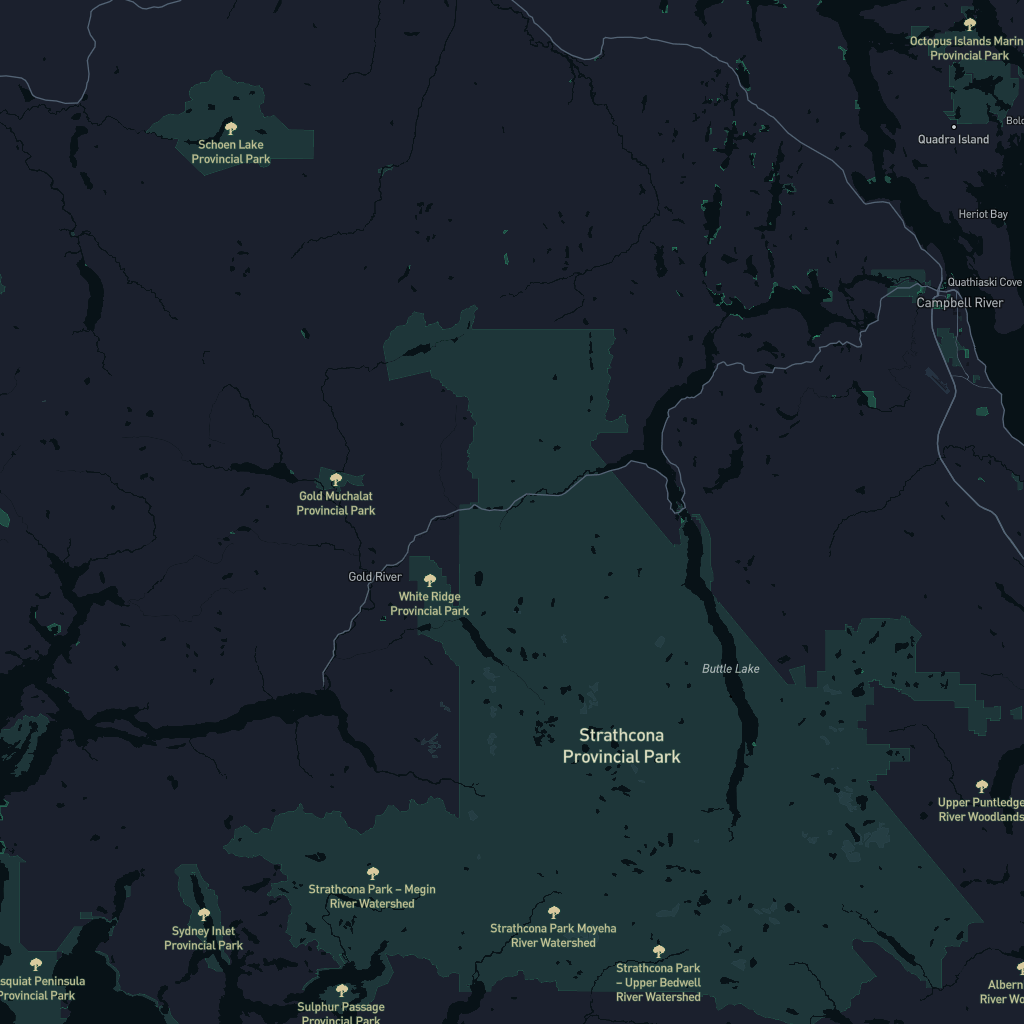 Octopus Islands Marin
Provincial Park
Schoen Lake
Provincial Park
Quadra Island
Heriot Bay
Quathiaski Cove
Campbell River
Gold Muchalat
Provincial Park
Gold River
White Ridge
Provincial Park
Buttle Lake
Strathcona
Provincial Park
Upper Puntledge
River Woodlands
Strathcona Park – Megin
River Watershed
Sydney Inlet
Provincial Park
Strathcona Park Moyeha
River Watershed
Strathcona Park
– Upper Bedwell
River Watershed
squiat Peninsula
Provincial Park
Sulphur Passage
Provincial Park
Albern
River Wo